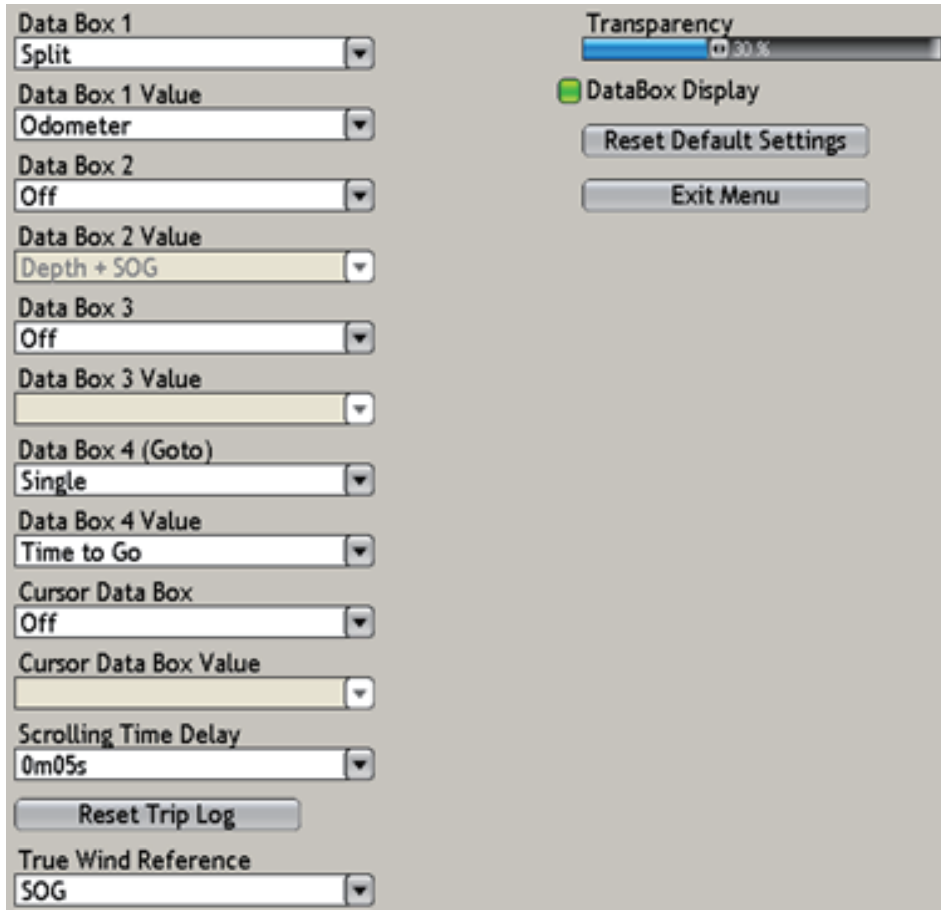 Data Box 1
Split
Data Box 1 Value
Odometer
Data Box 2
Off
Data Box 2 Value
Depth + SOG
Data Box 3
Off
Data Box 3 Value
Data Box 4 (Goto)
Single
Data Box 4 Value
Time to Go
Cursor Data Box
Off
Cursor Data Box Value
Scrolling Time Delay
0m05s
Reset Trip Log
True Wind Reference
SOG
Transparency
30 %
DataBox Display
Reset Default Settings
Exit Menu